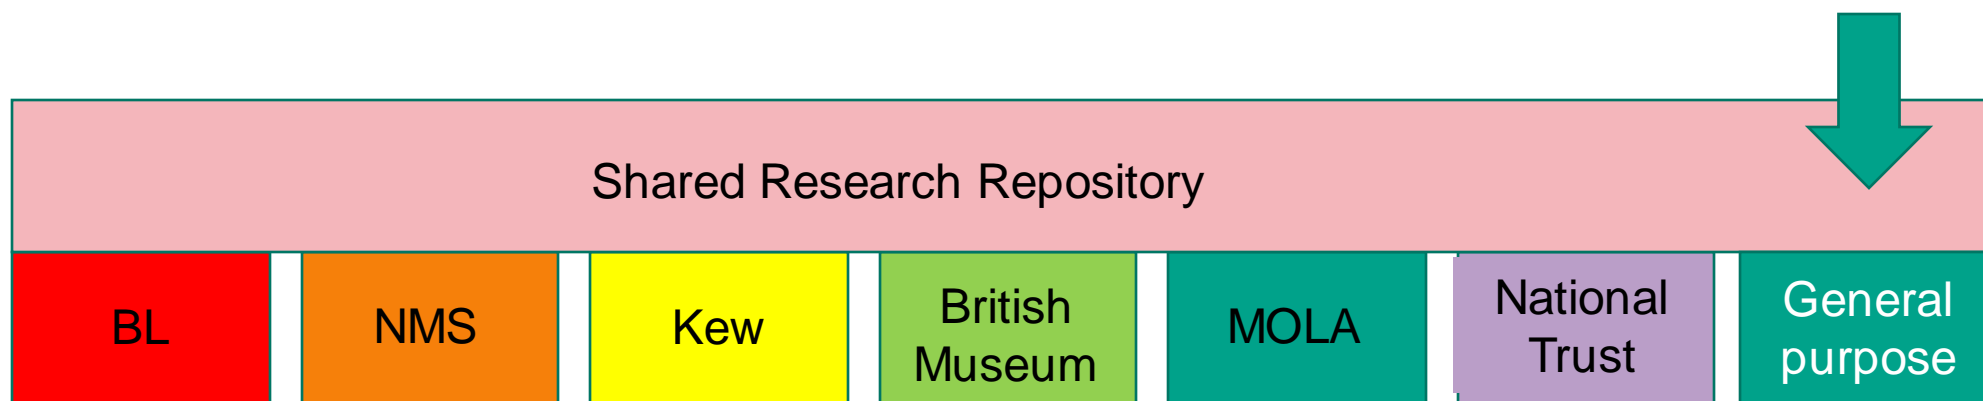 Shared Research Repository
BL
NMS
Kew
British
Museum
MOLA
National
Trust
General
purpose